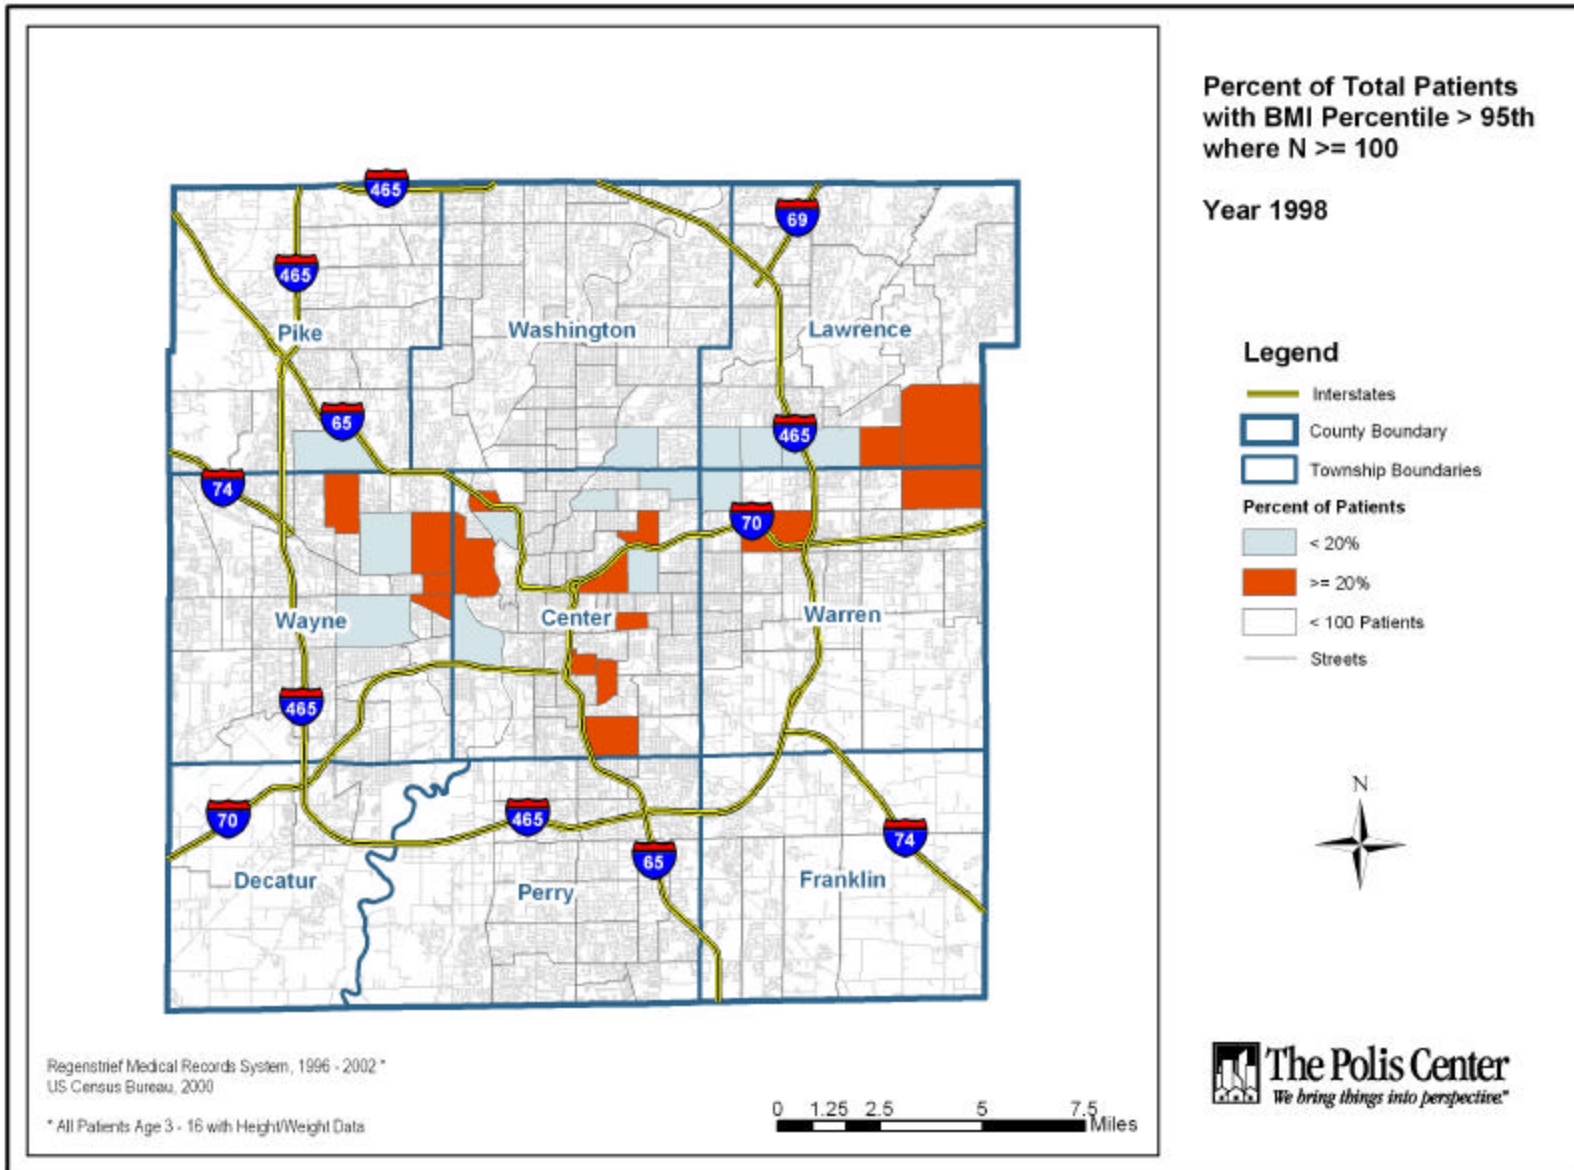 Percent of Total Patients
with BMI Percentile > 95th
where N >= 100
Year 1998
465
69
465
Pike
Washington
Lawrence
65
465
74
70
Wayne
Center
Warren
465
70
465
65
74
Decatur
Perry
Franklin
Legend
Interstates
County Boundary
Township Boundaries
Percent of Patients
< 20%
>= 20%
< 100 Patients
Streets
N
Regenstrief Medical Records System, 1996 - 2002 *
US Census Bureau, 2000
* All Patients Age 3 - 16 with Height/Weight Data
0 1.25 2.5 5 7.5
Miles
The Polis Center
We bring things into perspective.℠